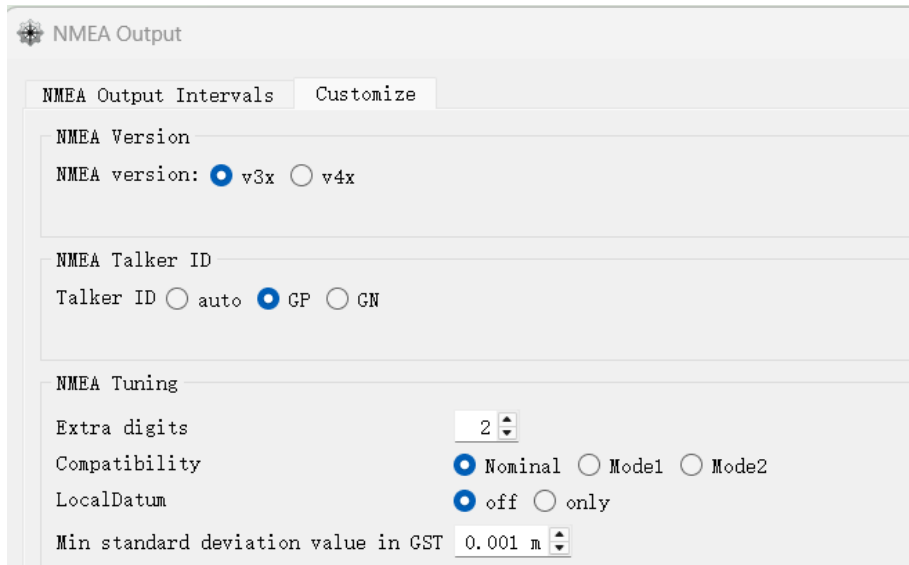 NMEA Output
NMEA Output Intervals Customize
NMEA Version
NMEA version: v3x v4x
NMEA Talker ID
Talker ID auto GP GN
NMEA Tuning
Extra digits 2
Compatibility Nominal Mode1 Mode2
LocalDatum off only
Min standard deviation value in GST 0.001 m